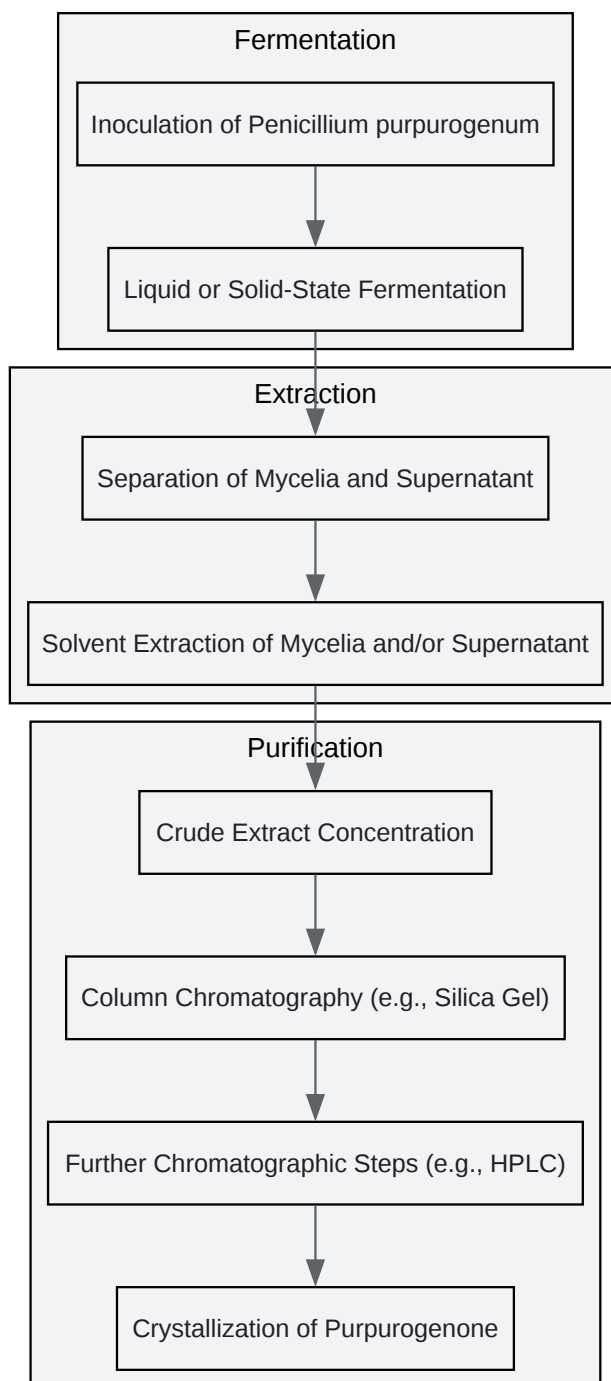 Fermentation
Inoculation of Penicillium purpurogenum
Liquid or Solid-State Fermentation
Extraction
Separation of Mycelia and Supernatant
Solvent Extraction of Mycelia and/or Supernatant
Purification
Crude Extract Concentration
Column Chromatography (e.g., Silica Gel)
Further Chromatographic Steps (e.g., HPLC)
Crystallization of Purpurogenone